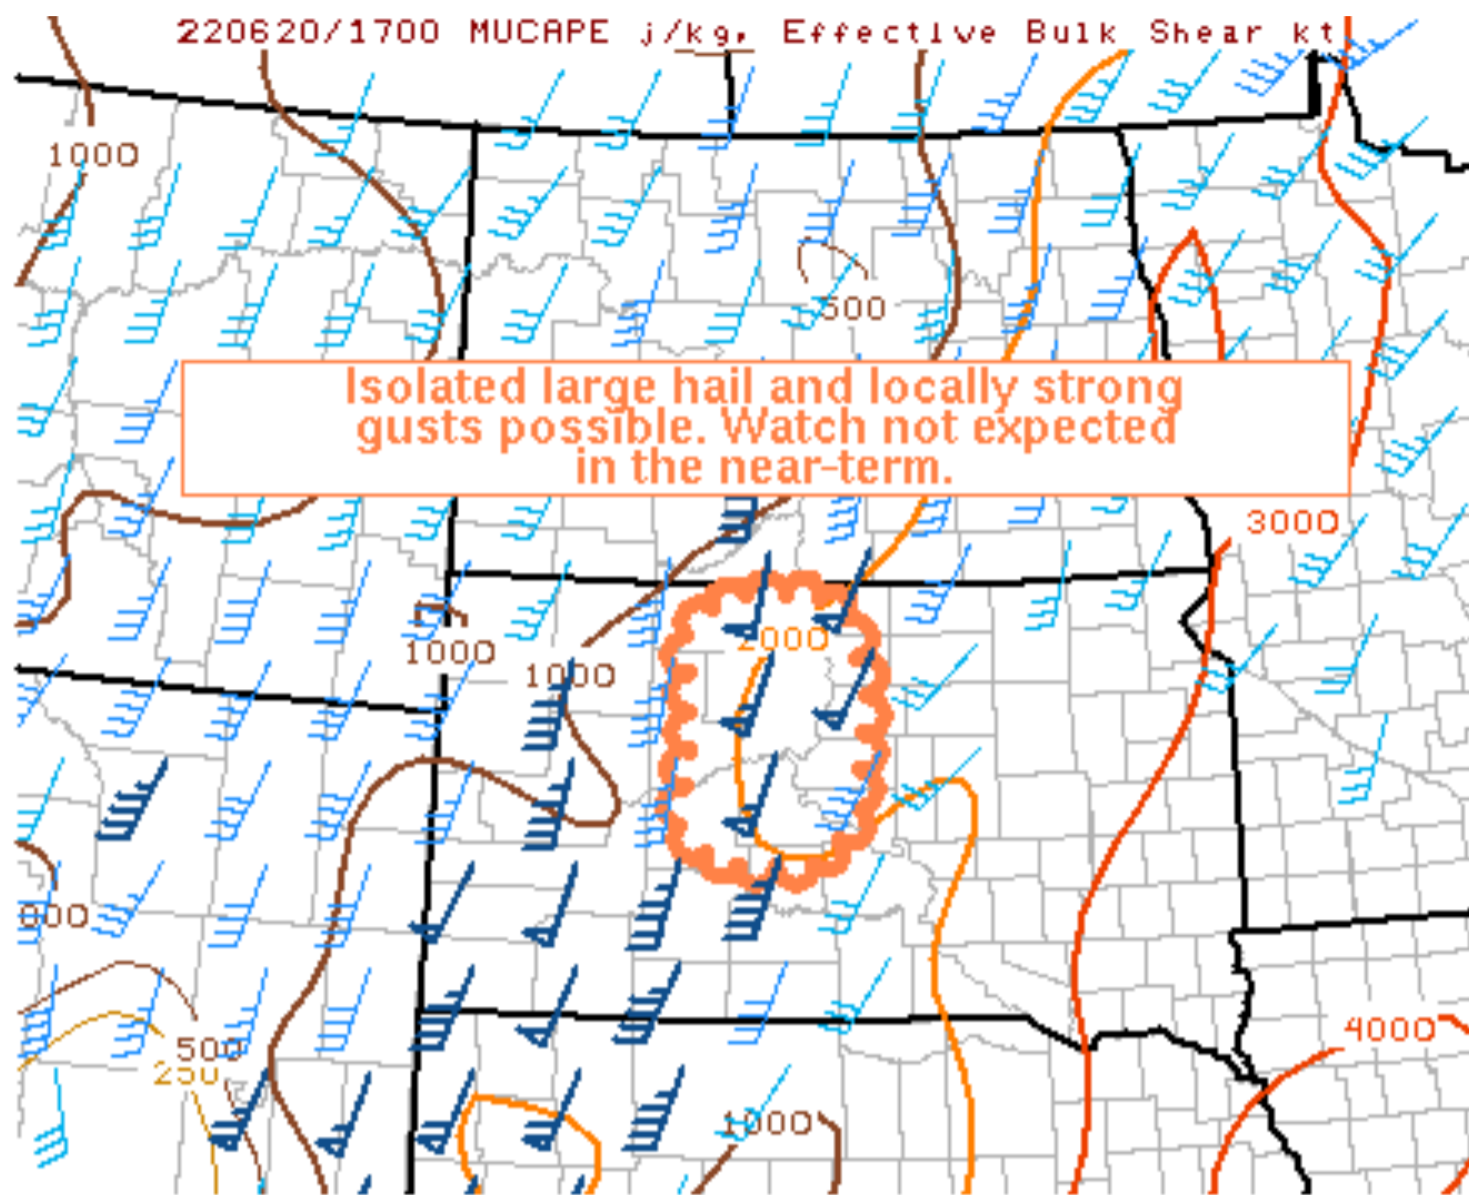 220620/1700 MUCAPE j/kg, Effective Bulk Shear kt
1000
500
Isolated large hail and locally strong
gusts possible. Watch not expected
in the near-term.
3000
2000
1000
1000
000
4000
500
250
1000